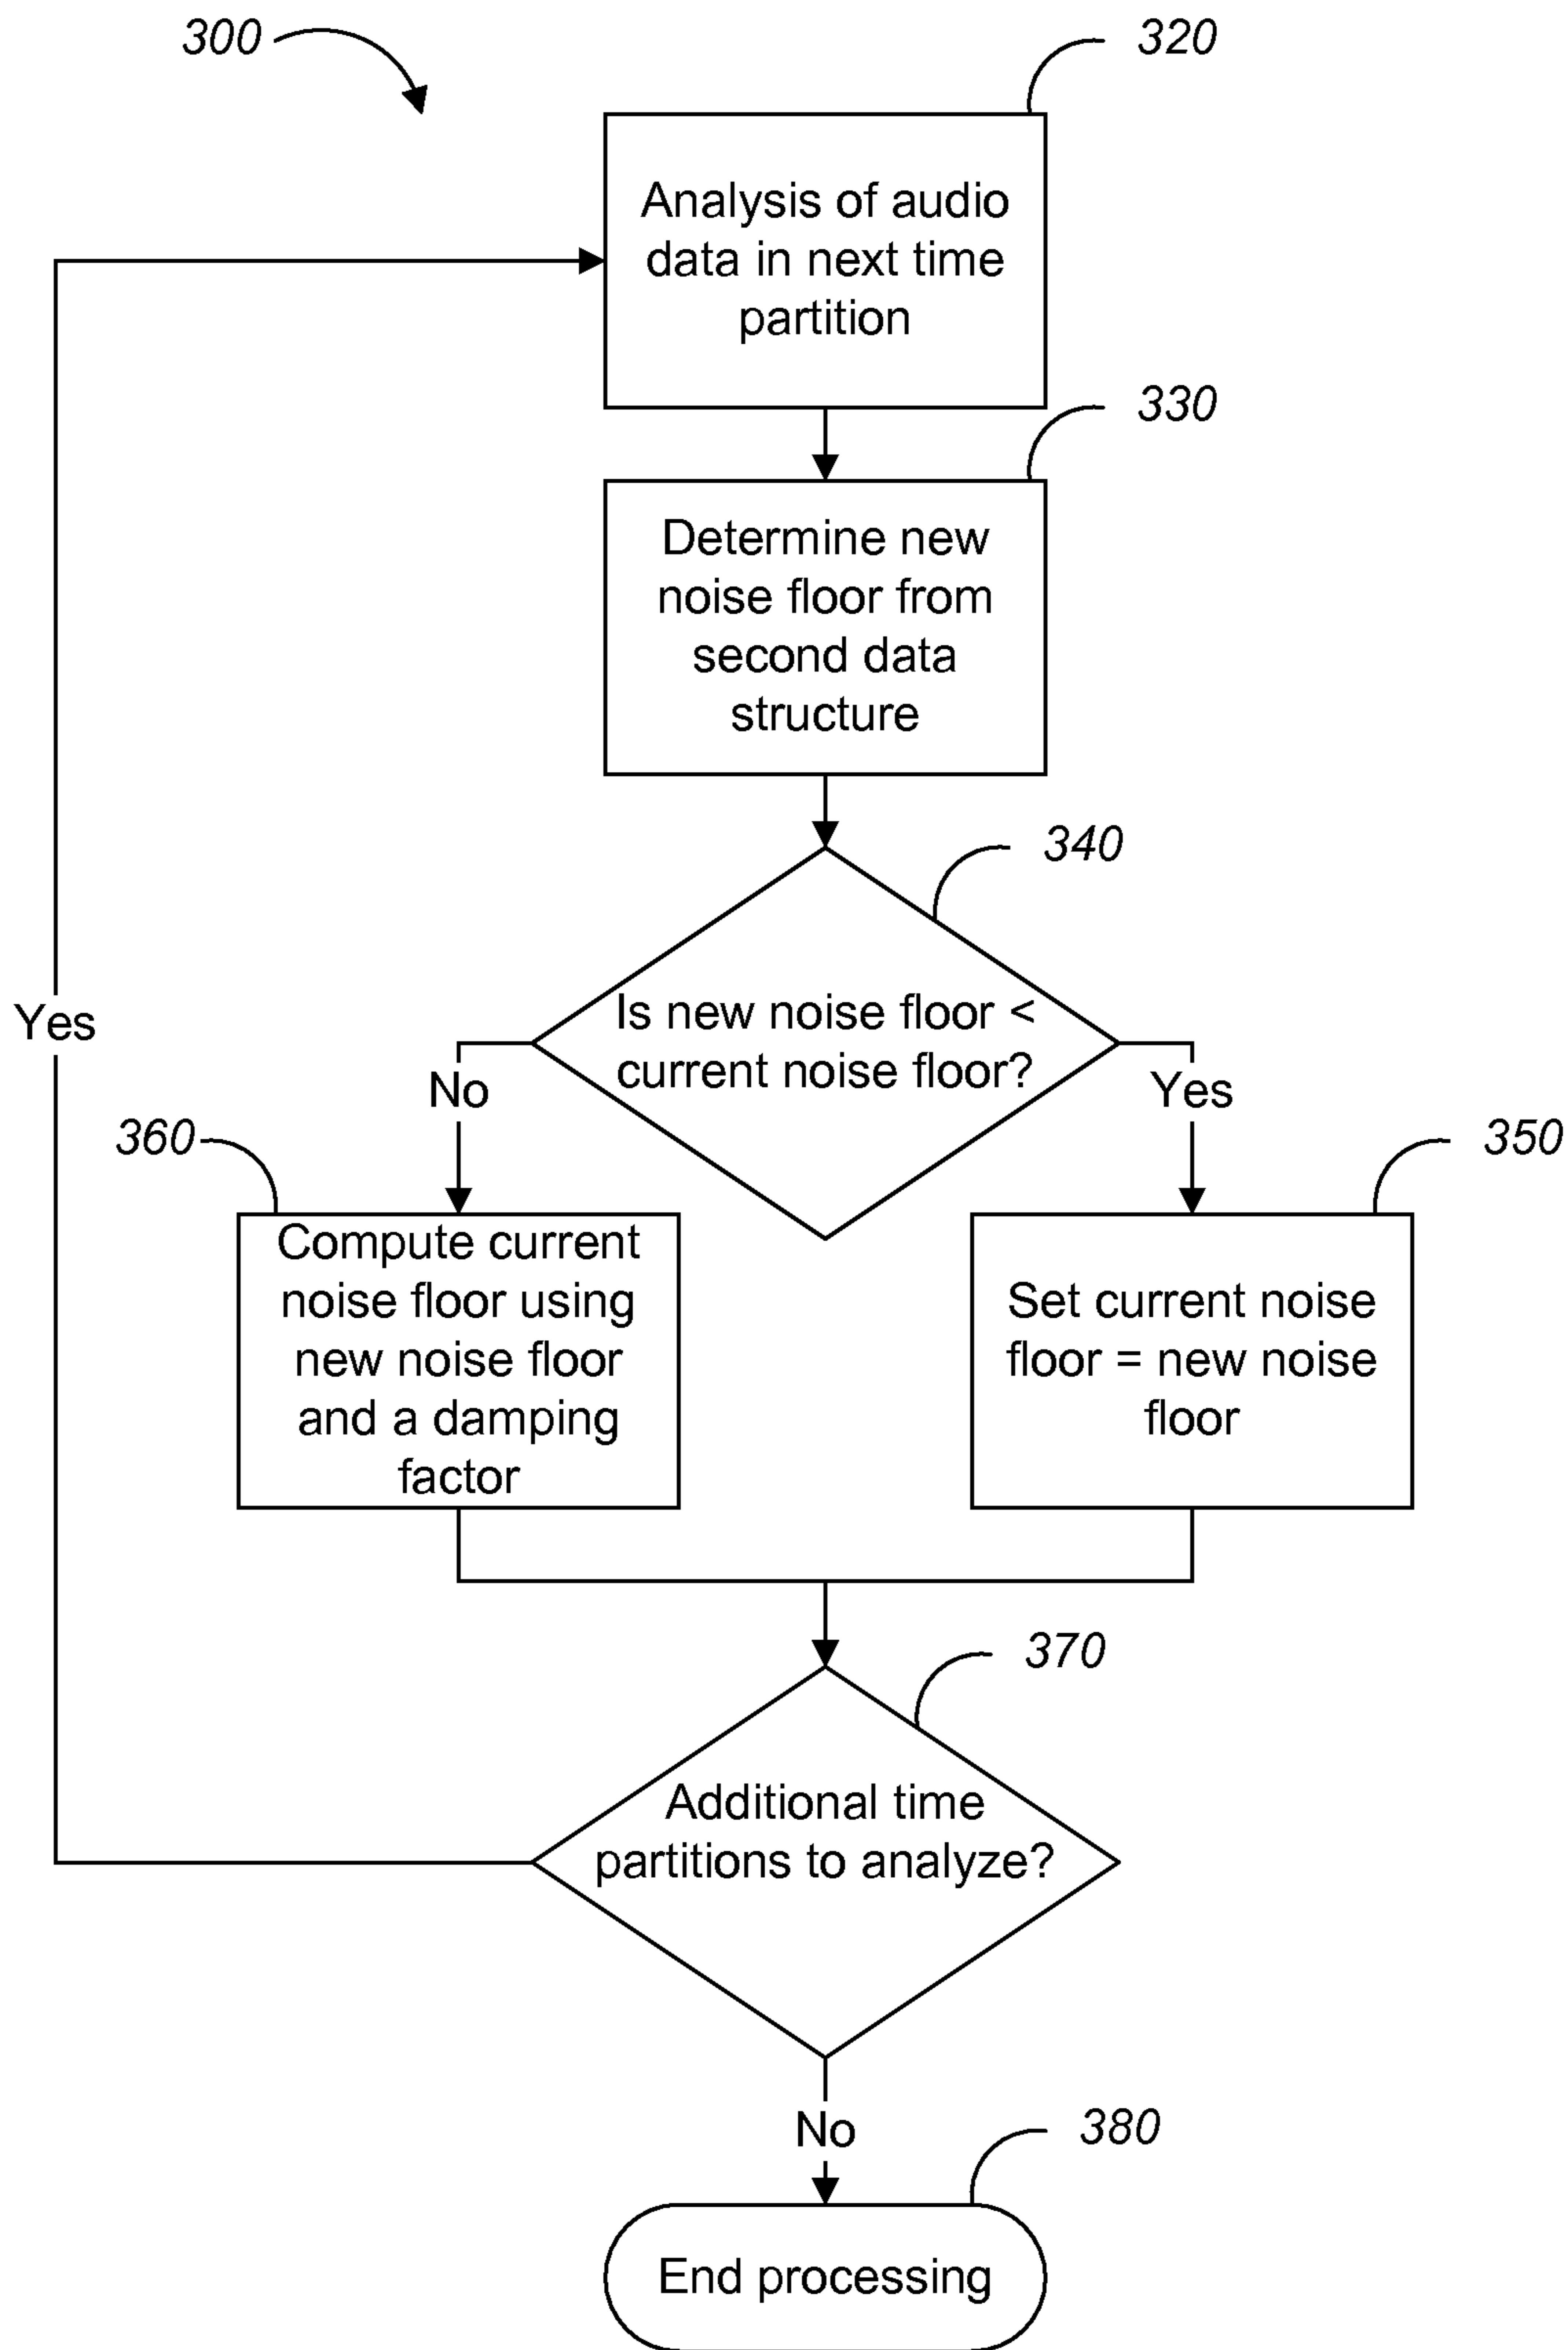 300
320
Analysis of audio
data in next time
partition
330
Determine new
noise floor from
second data
structure
340
Is new noise floor <
current noise floor?
Yes
No
Yes
360
350
Compute current
noise floor using
new noise floor
and a damping
factor
Set current noise
floor = new noise
floor
370
Additional time
partitions to analyze?
No
380
End processing